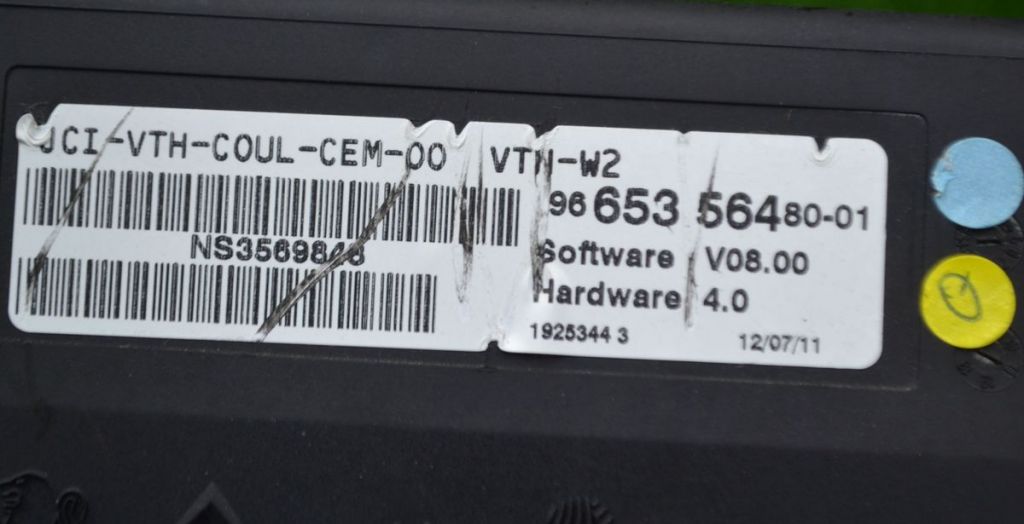 JCI-VTH-COUL-CEM-00 VTH-W2
96 653 564 80-01
NS3569848
Software V08.00
Hardware 4.0
1925344 3 12/07/11